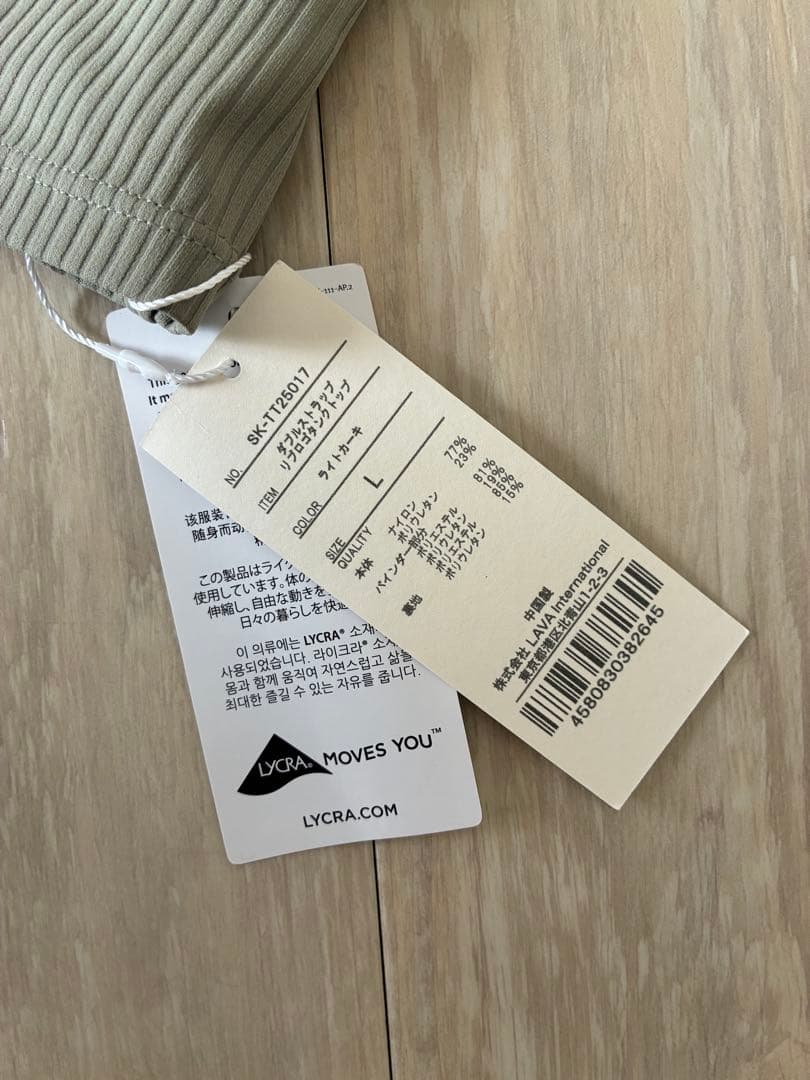 NO. SK-TT25017
ITEM ダブルストラップ
リブロゴタンクトップ
COLOR ライトカーキ
SIZE L
QUALITY
本体 ナイロン 77%
ポリウレタン 23%
バインダー部分
ポリエステル 81%
ポリウレタン 19%
裏地 ポリエステル 85%
ポリウレタン 15%
中国製
株式会社 LAVA International
東京都港区北青山1-2-3
4580830382645
-111-AP.2
This
It m
该服装
随身而动
この製品はライク
使用しています。体の
伸縮し、自由な動きを
日々の暮らしを快適
이 의류에는 LYCRA® 소재
사용되었습니다. 라이크라® 소재
몸과 함께 움직여 자연스럽고 삶을
최대한 즐길 수 있는 자유를 줍니다.
LYCRA® MOVES YOU™
LYCRA.COM